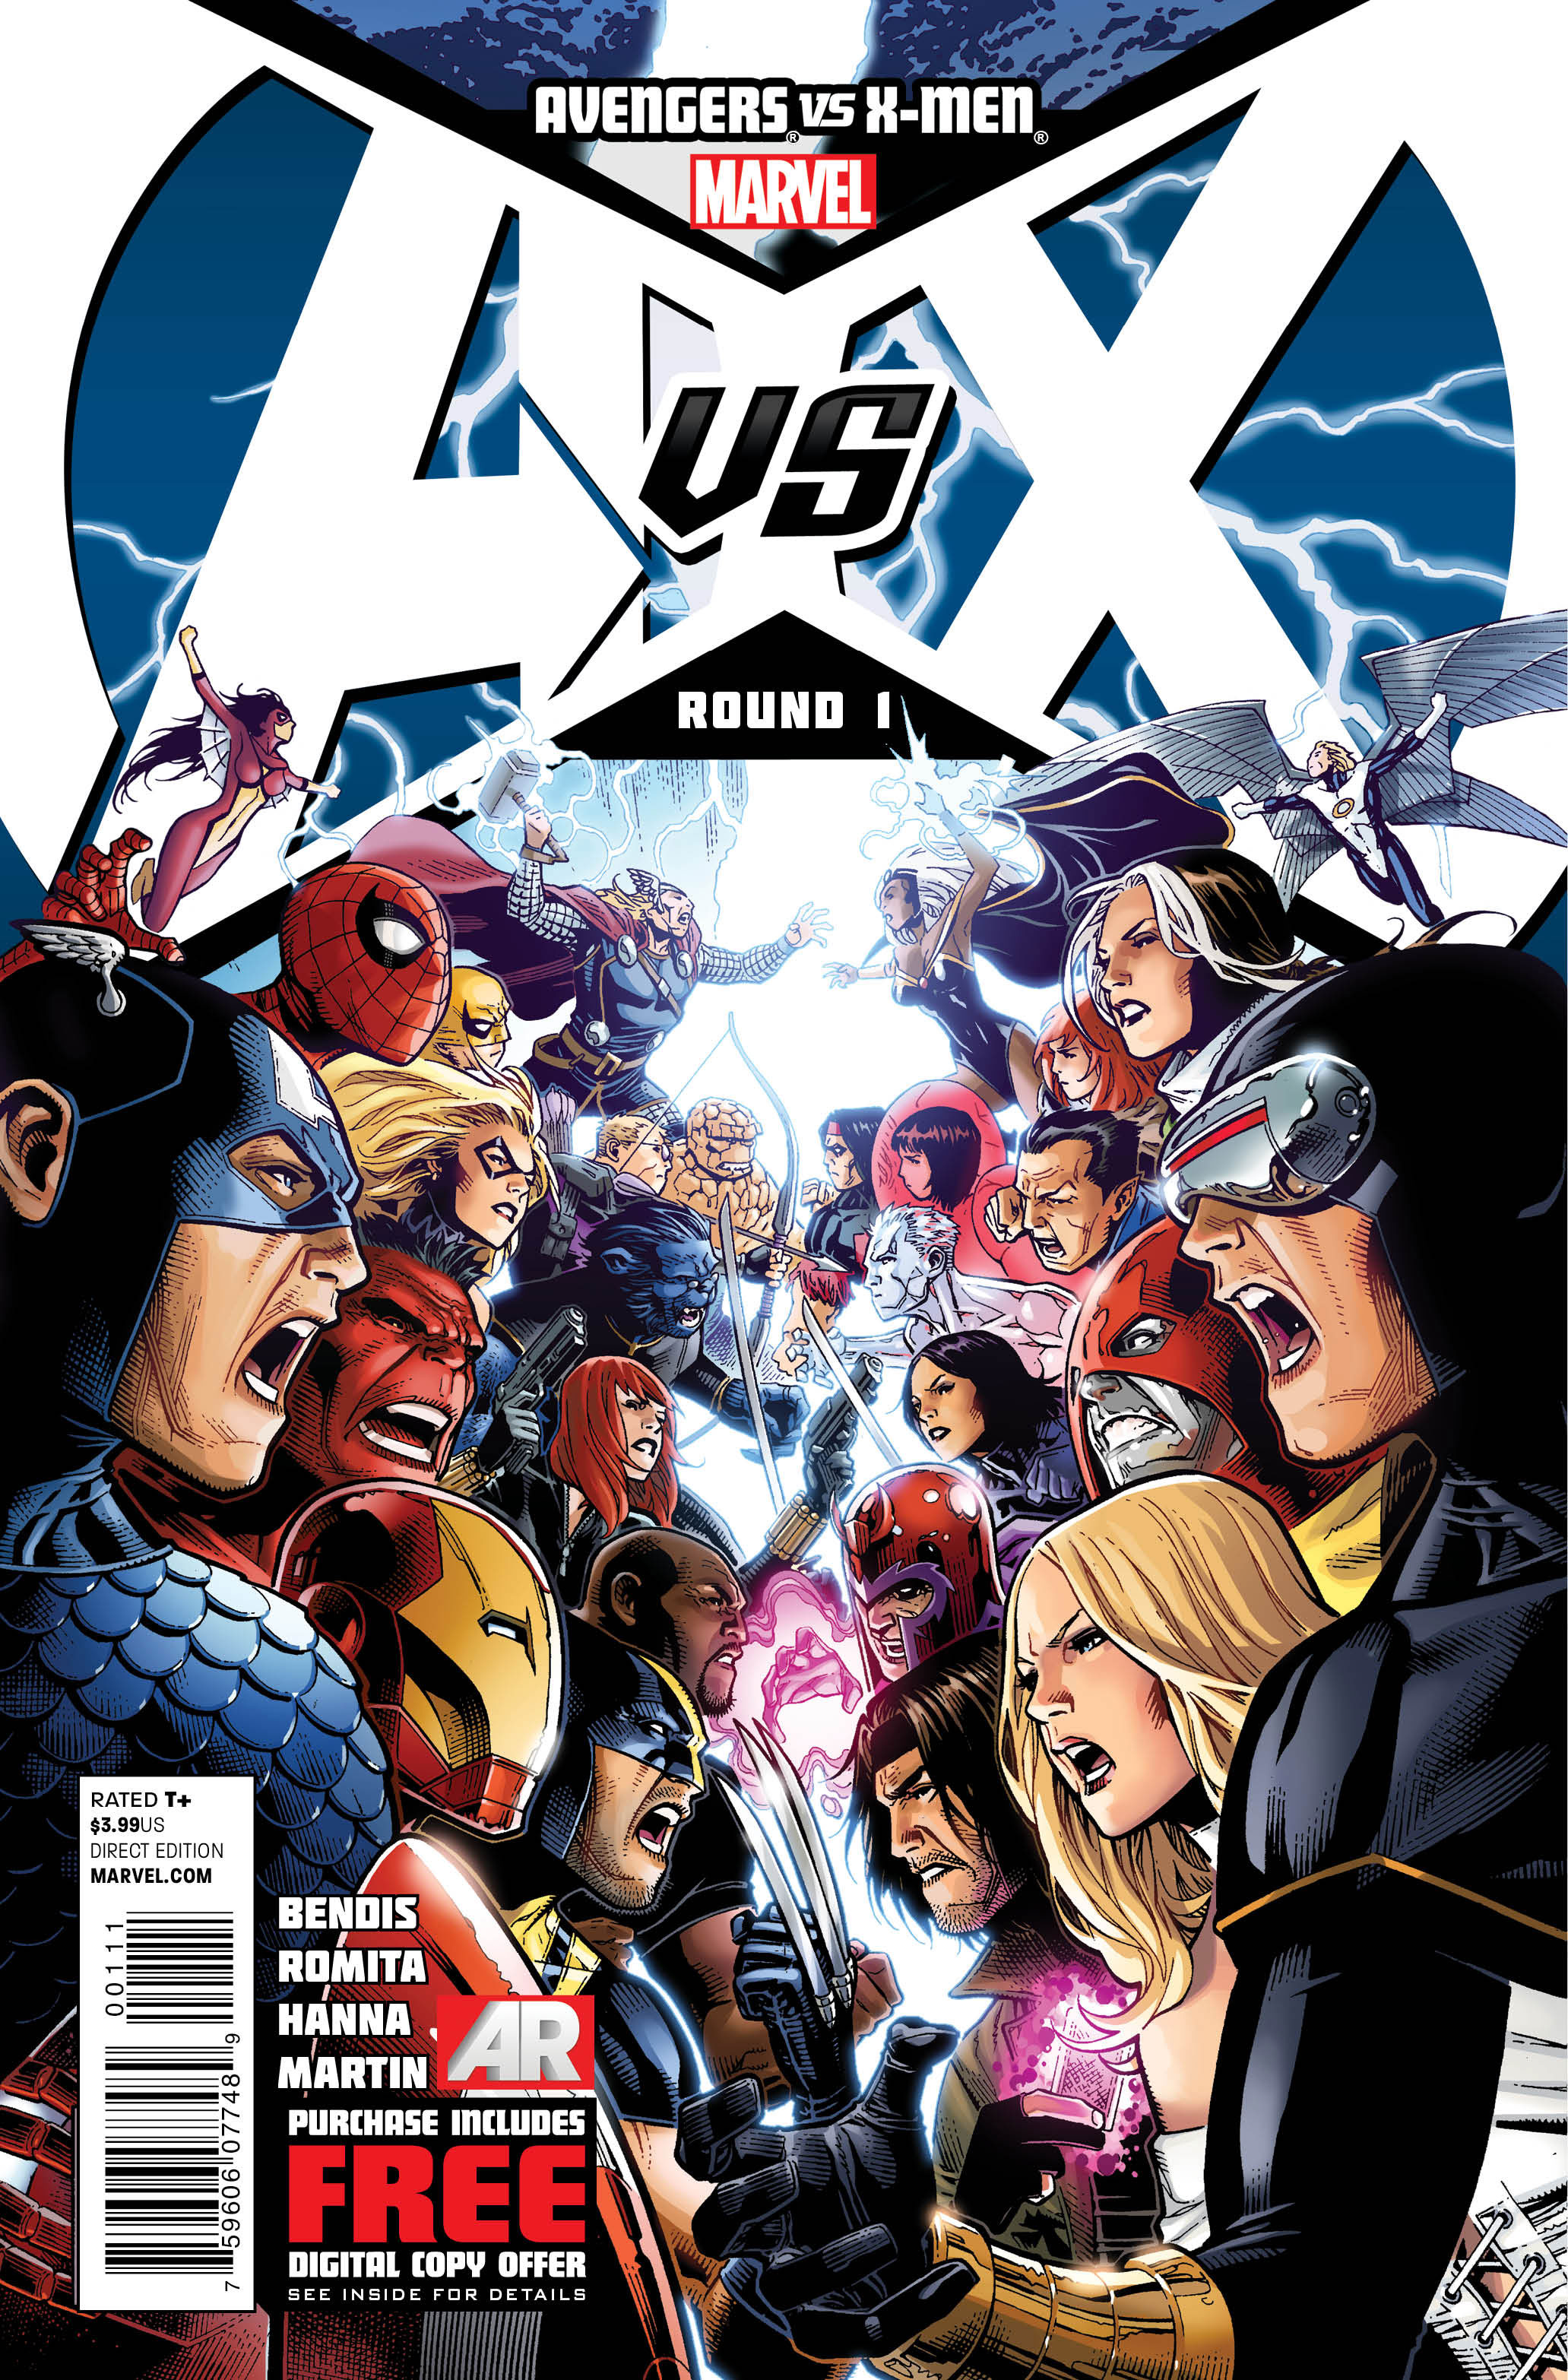 AVENGERS® VS X-MEN®
MARVEL
A VS X
ROUND 1
RATED T+
$3.99US
DIRECT EDITION
MARVEL.COM
00111
7 59606 07748 9
BENDIS
ROMITA
HANNA
MARTIN
AR
PURCHASE INCLUDES
FREE
DIGITAL COPY OFFER
SEE INSIDE FOR DETAILS